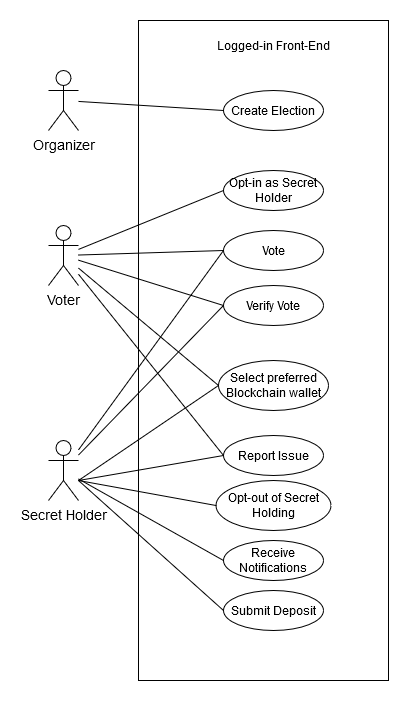 Logged-in Front-End
Organizer
Create Election
Opt-in as Secret
Holder
Voter
Vote
Verify Vote
Select preferred
Blockchain wallet
Secret Holder
Report Issue
Opt-out of Secret
Holding
Receive
Notifications
Submit Deposit